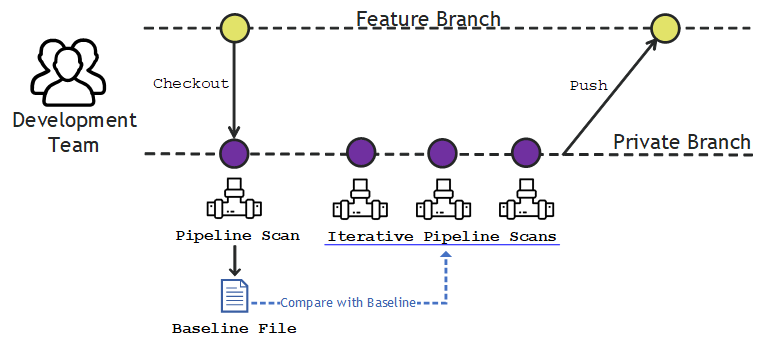 Feature Branch
Checkout
Push
Development
Team
Private Branch
Pipeline Scan
Iterative Pipeline Scans
Compare with Baseline
Baseline File